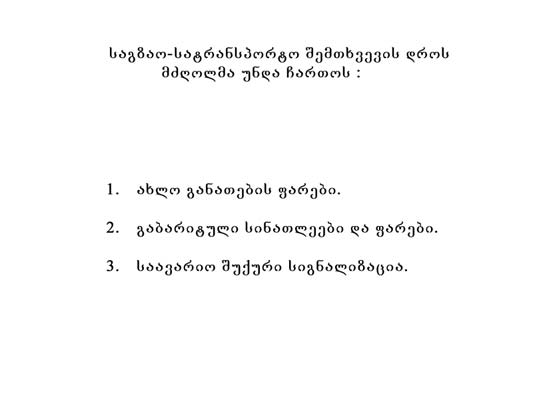 საგზაო-სატრანსპორტო შემთხვევის დროს
მძღოლმა უნდა ჩართოს :
1. ახლო განათების ფარები.
2. გაბარიტული სინათლეები და ფარები.
3. საავარიო შუქური სიგნალიზაცია.